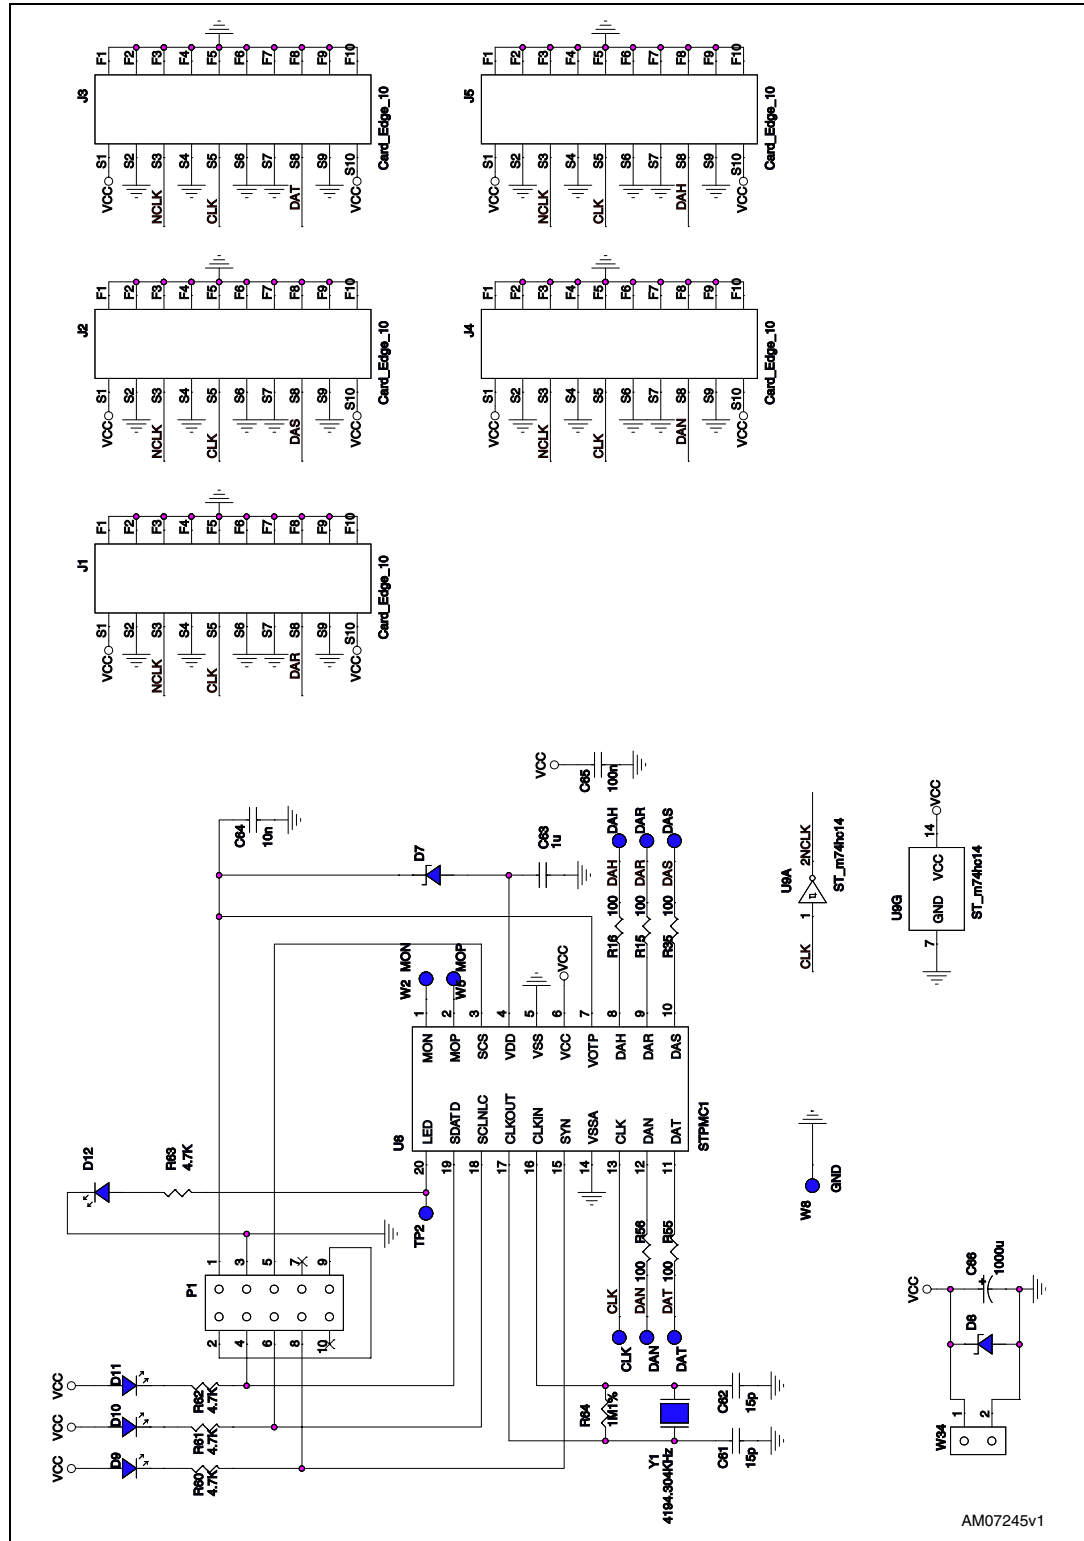 J3
F1 F2 F3 F4 F5 F6 F7 F8 F9 F10
S1 S2 S3 S4 S5 S6 S7 S8 S9 S10
Card_Edge_10
VCC NCLK CLK DAT VCC
J5
F1 F2 F3 F4 F5 F6 F7 F8 F9 F10
S1 S2 S3 S4 S5 S6 S7 S8 S9 S10
Card_Edge_10
VCC NCLK CLK DAH VCC
J2
F1 F2 F3 F4 F5 F6 F7 F8 F9 F10
S1 S2 S3 S4 S5 S6 S7 S8 S9 S10
Card_Edge_10
VCC NCLK CLK DAS VCC
J4
F1 F2 F3 F4 F5 F6 F7 F8 F9 F10
S1 S2 S3 S4 S5 S6 S7 S8 S9 S10
Card_Edge_10
VCC NCLK CLK DAN VCC
J1
F1 F2 F3 F4 F5 F6 F7 F8 F9 F10
S1 S2 S3 S4 S5 S6 S7 S8 S9 S10
Card_Edge_10
VCC NCLK CLK DAR VCC
C64
10n
D7
C63
1u
VCC
C65
100n
R16 100 DAH DAH
R15 100 DAR DAR
R35 100 DAS DAS
W2 MON
W5 MOP
VCC
1 2 3 4 5 6 7 8 9 10
MON MOP SCS VDD VSS VCC VOTP DAH DAR DAS
U8
STPMC1
LED SDATD SCLNLC CLKOUT CLKIN SYN VSSA CLK DAN DAT
20 19 18 17 16 15 14 13 12 11
TP2
D12
R63
4.7K
P1
1 3 5 7 9
2 4 6 8 10
CLK CLK
DAN DAN 100 R56
DAT DAT 100 R55
VCC D11 R62 4.7K
VCC D10 R61 4.7K
VCC D9 R60 4.7K
R64
1M1%
Y1
4194.304KHz
C62
15p
C61
15p
U9A
CLK 1 2NCLK
ST_m74hc14
U9G
7 GND VCC 14 VCC
ST_m74hc14
W8
GND
VCC
C66
1000u
D8
W34
1 2
AM07245v1